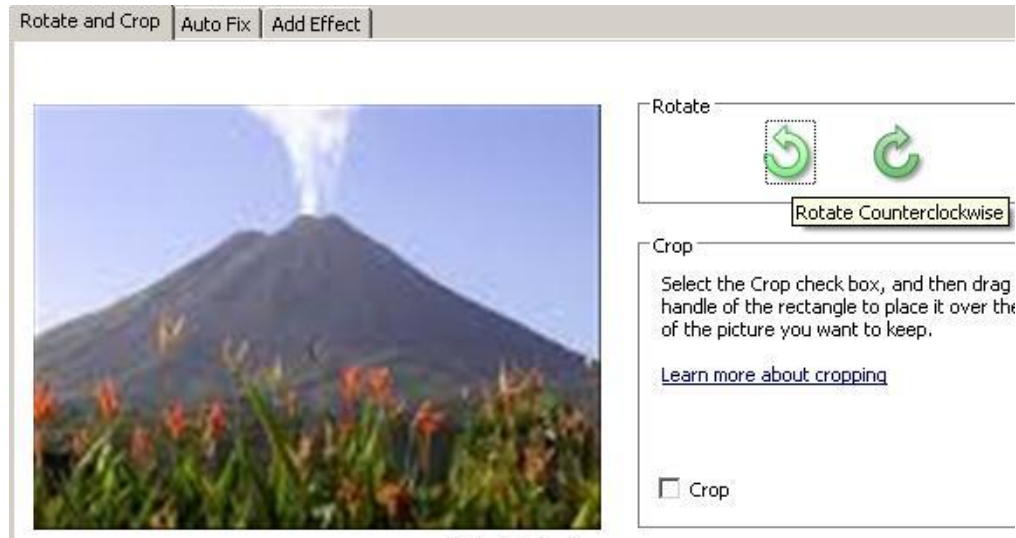 Rotate and Crop Auto Fix Add Effect
Rotate
Rotate Counterclockwise
Crop
Select the Crop check box, and then drag
handle of the rectangle to place it over the
of the picture you want to keep.
Learn more about cropping
Crop